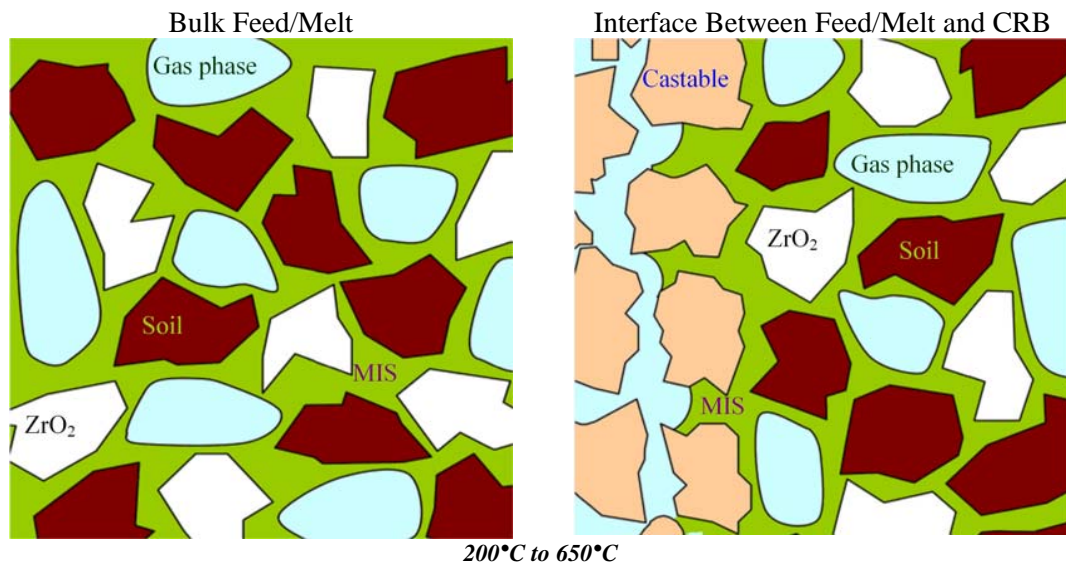 Bulk Feed/Melt
Interface Between Feed/Melt and CRB
Gas phase
Soil
MIS
ZrO₂
Castable
Gas phase
ZrO₂
Soil
MIS
200•C to 650•C